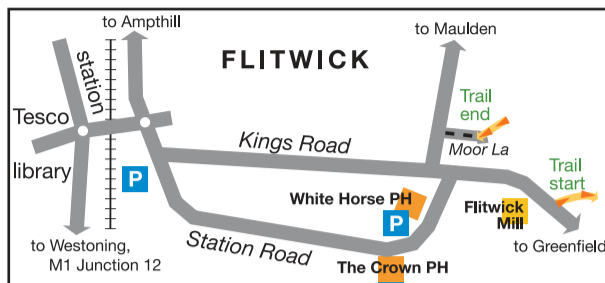 to Ampthill
station
FLITWICK
to Maulden
Tesco
library
Trail
end
Moor La
Kings Road
Trail
start
P
White Horse PH
P
Flitwick
Mill
Station Road
to Westoning,
M1 Junction 12
The Crown PH
to Greenfield